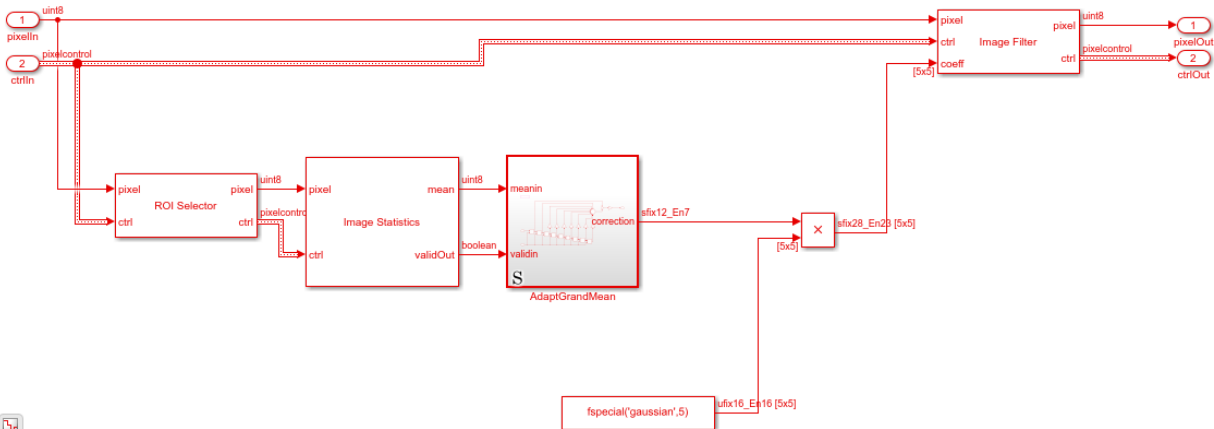 1
uint8
pixelIn
pixelcontrol
2
ctrlIn
pixel
ctrl
coeff
Image Filter
pixel
ctrl
uint8
1
pixelOut
pixelcontrol
2
ctrlOut
[5x5]
pixel
ctrl
ROI Selector
pixel
ctrl
uint8
pixelcontro
pixel
ctrl
Image Statistics
mean
validOut
uint8
boolean
meanin
validin
correction
S
AdaptGrandMean
sfix12_En7
×
[5x5]
sfix28_En23 [5x5]
fspecial('gaussian',5)
ufix16_En16 [5x5]